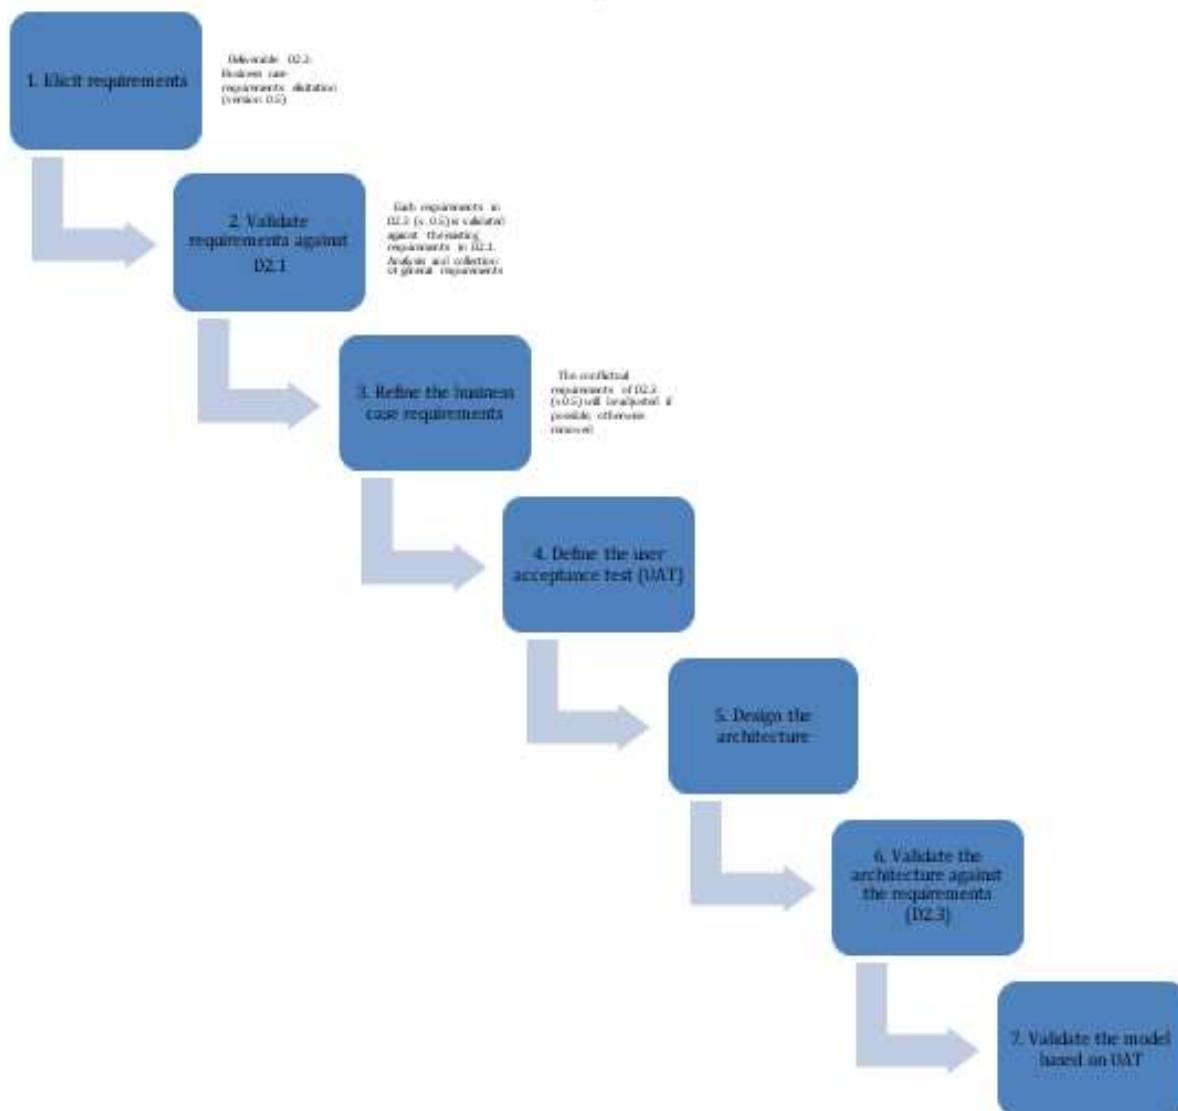 1. Elicit requirements
Deliverable D2.3:
Business case
requirements elicitation
(version 0.5)
2. Validate
requirements against
D2.1
Each requirements in
D2.3 (v. 0.5) is validated
against the existing
requirements in D2.1.
Analysis and collection
of general requirements
3. Refine the business
case requirements
The conflictual
requirements of D2.3
(v0.5) will be adjusted if
possible, otherwise
removed
4. Define the user
acceptance test (UAT)
5. Design the
architecture
6. Validate the
architecture against
the requirements
(D2.3)
7. Validate the model
based on UAT